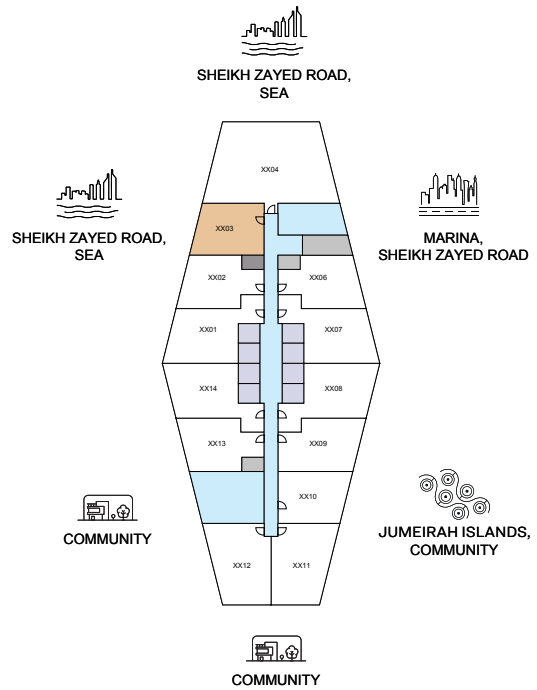 SHEIKH ZAYED ROAD,
SEA
XX04
SHEIKH ZAYED ROAD,
SEA
MARINA,
SHEIKH ZAYED ROAD
XX03
XX02
XX06
XX01
XX07
XX14
XX08
XX13
XX09
XX10
COMMUNITY
JUMEIRAH ISLANDS,
COMMUNITY
XX12
XX11
COMMUNITY